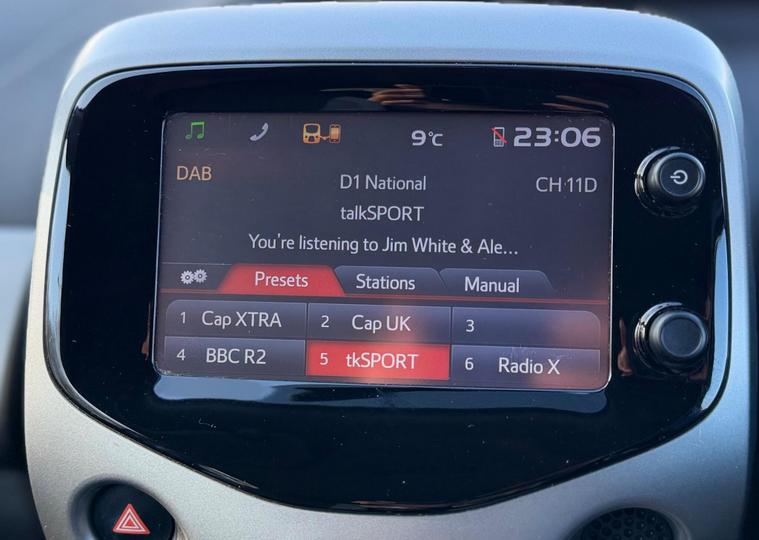 9°C 23:06
DAB
D1 National CH 11D
talkSPORT
You're listening to Jim White & Ale...
Presets Stations Manual
1 Cap XTRA 2 Cap UK 3
4 BBC R2 5 tkSPORT 6 Radio X